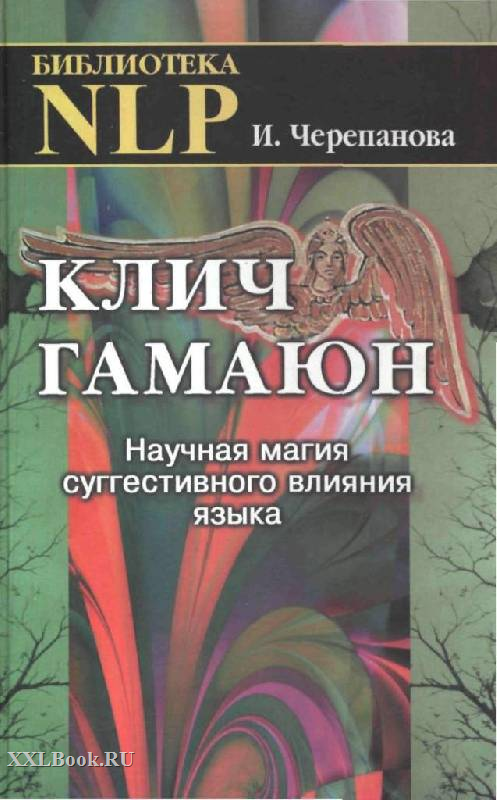 БИБЛИОТЕКА
NLP И. Черепанова
КЛИЧ
ГАМАЮН
Научная магия
суггестивного влияния
языка
XXLBook.RU